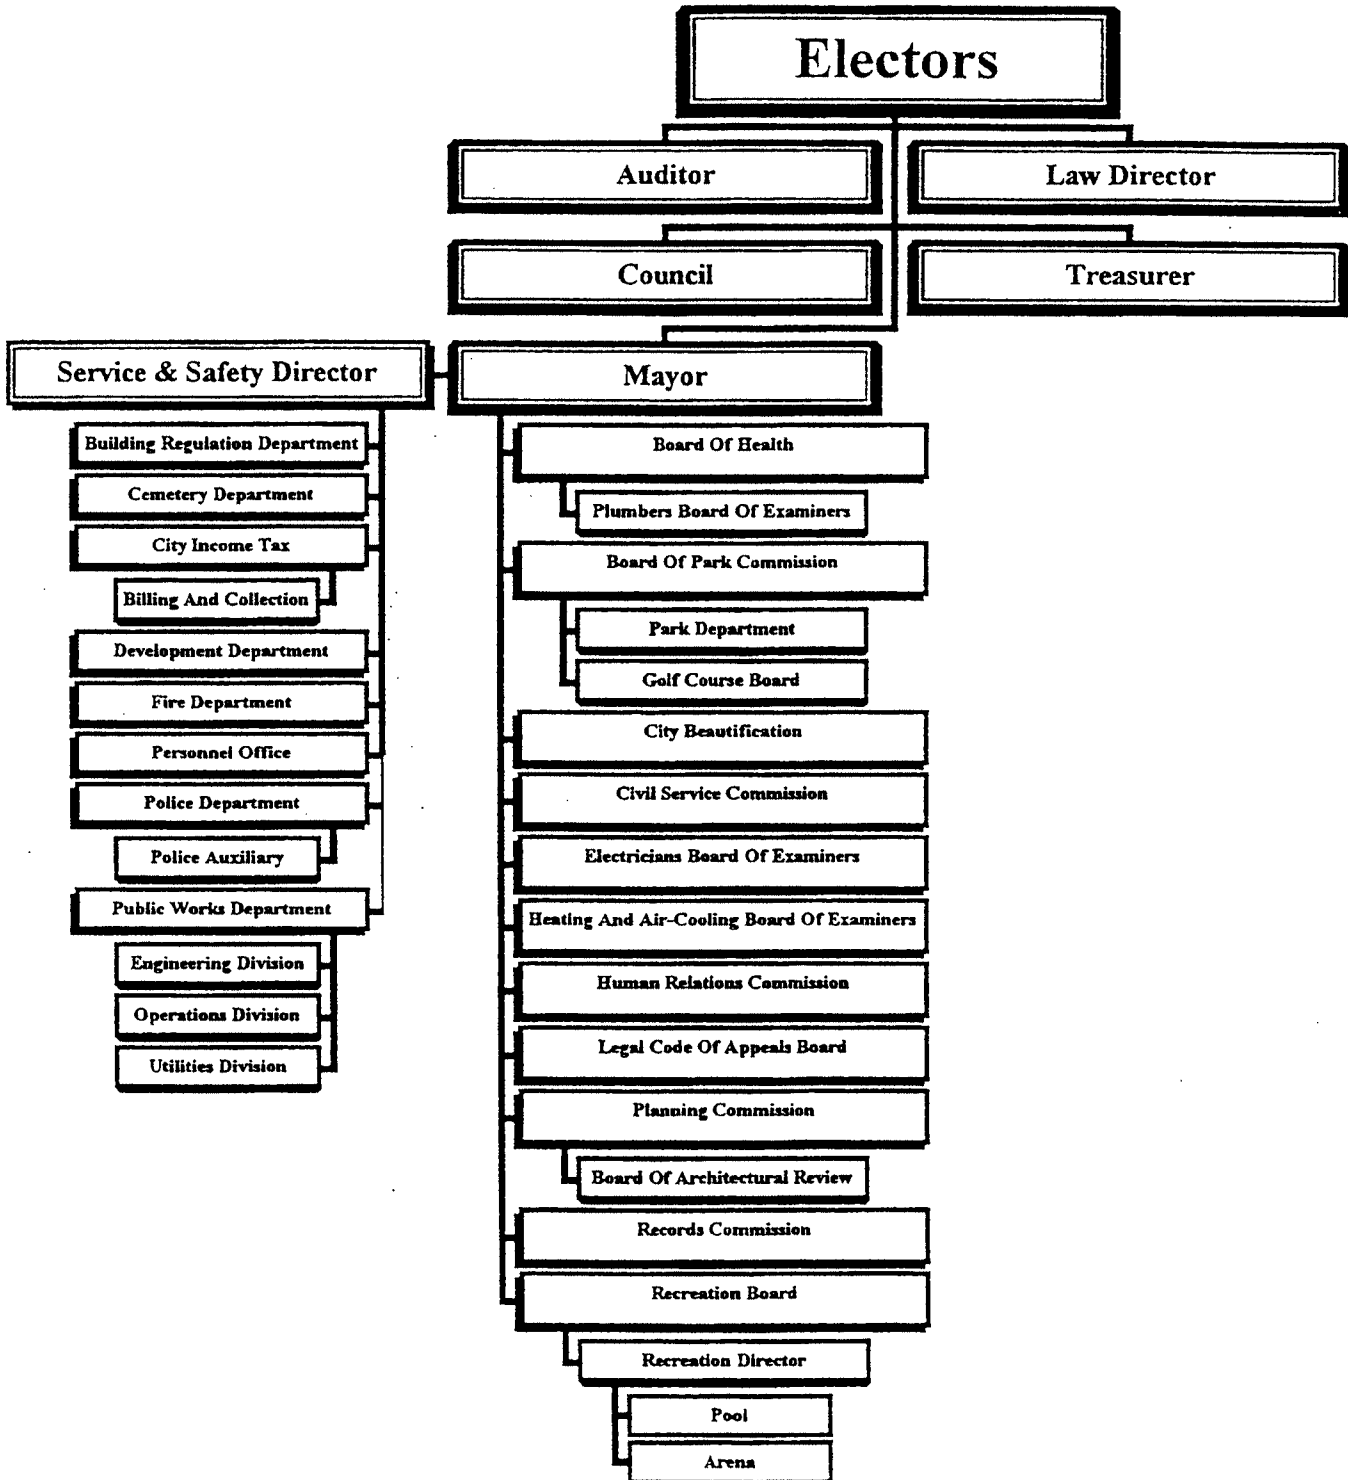 Electors
Auditor
Law Director
Council
Treasurer
Service & Safety Director
Mayor
Building Regulation Department
Cemetery Department
City Income Tax
Billing And Collection
Development Department
Fire Department
Personnel Office
Police Department
Police Auxiliary
Public Works Department
Engineering Division
Operations Division
Utilities Division
Board Of Health
Plumbers Board Of Examiners
Board Of Park Commission
Park Department
Golf Course Board
City Beautification
Civil Service Commission
Electricians Board Of Examiners
Heating And Air-Cooling Board Of Examiners
Human Relations Commission
Legal Code Of Appeals Board
Planning Commission
Board Of Architectural Review
Records Commission
Recreation Board
Recreation Director
Pool
Arena